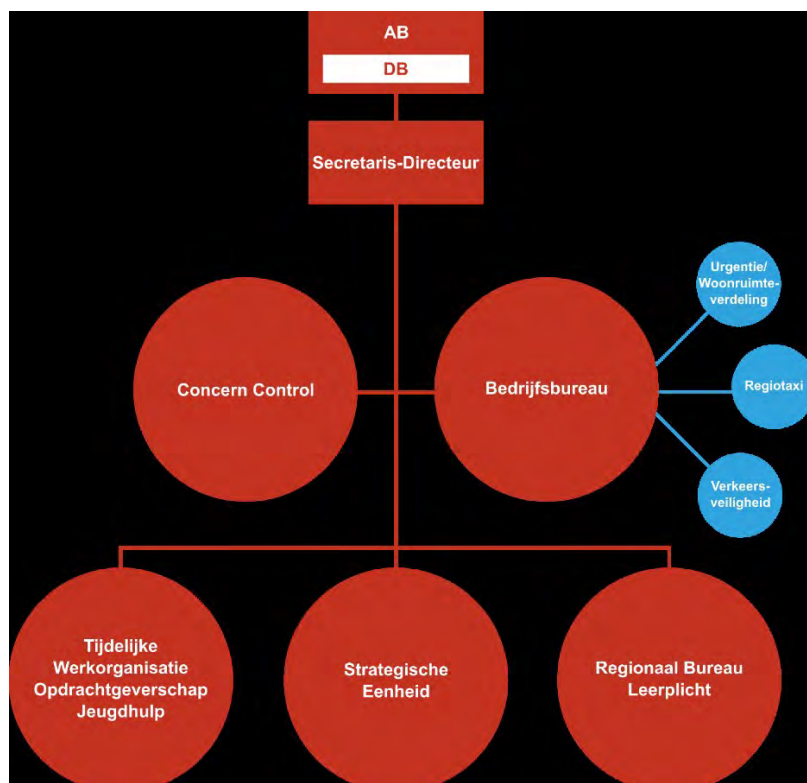 AB
DB
Secretaris-Directeur
Concern Control
Bedrijfsbureau
Urgentie/
Woonruimte-
verdeling
Regiotaxi
Verkeers-
veiligheid
Tijdelijke
Werkorganisatie
Opdrachtgeverschap
Jeugdhulp
Strategische
Eenheid
Regionaal Bureau
Leerplicht